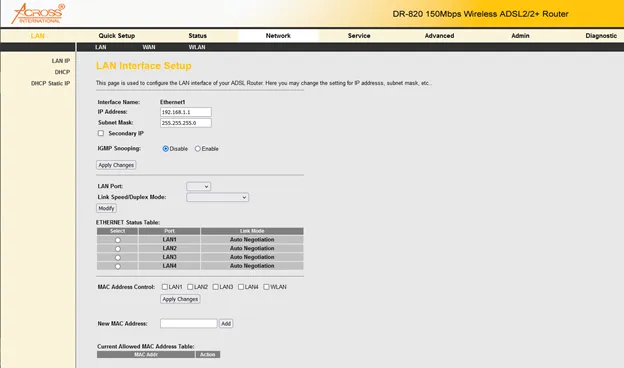 ACROSS
INTERNATIONAL
DR-820 150Mbps Wireless ADSL2/2+ Router
LAN Quick Setup Status Network Service Advanced Admin Diagnostic
LAN WAN WLAN
LAN IP
DHCP
DHCP Static IP
LAN Interface Setup
This page is used to configure the LAN interface of your ADSL Router. Here you may change the setting for IP addresss, subnet mask, etc..
Interface Name: Ethernet1
IP Address: 192.168.1.1
Subnet Mask: 255.255.255.0
Secondary IP
IGMP Snooping: Disable Enable
Apply Changes
LAN Port:
Link Speed/Duplex Mode:
Modify
ETHERNET Status Table:
Select Port Link Mode
LAN1 Auto Negotiation
LAN2 Auto Negotiation
LAN3 Auto Negotiation
LAN4 Auto Negotiation
MAC Address Control: LAN1 LAN2 LAN3 LAN4 WLAN
Apply Changes
New MAC Address: Add
Current Allowed MAC Address Table:
MAC Addr Action